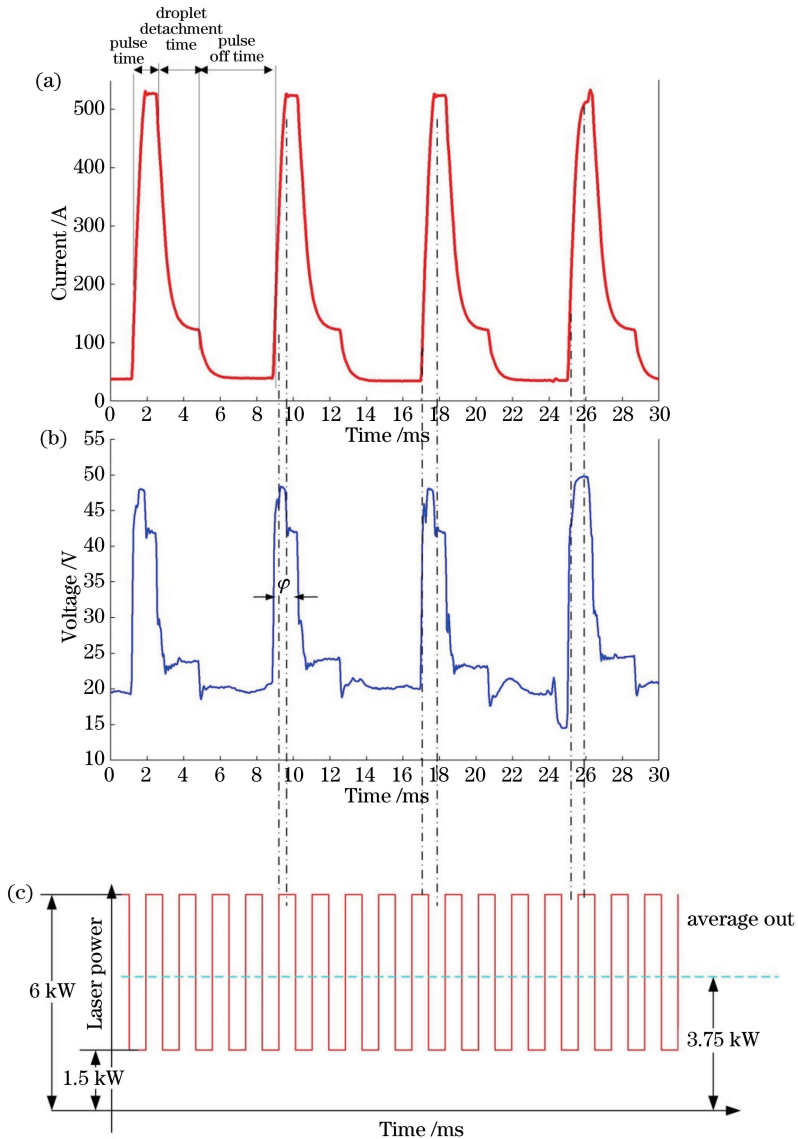 droplet
detachment
time
pulse
time
pulse
off time
(a)
500
400
300
200
100
0
Current /A
0 2 4 6 8 10 12 14 16 18 20 22 24 26 28 30
Time /ms
(b)
55
50
45
40
35
30
25
20
15
10
Voltage /V
φ
0 2 4 6 8 10 12 14 16 18 20 22 24 26 28 30
Time /ms
(c)
Laser power
average out
6 kW
3.75 kW
1.5 kW
Time /ms